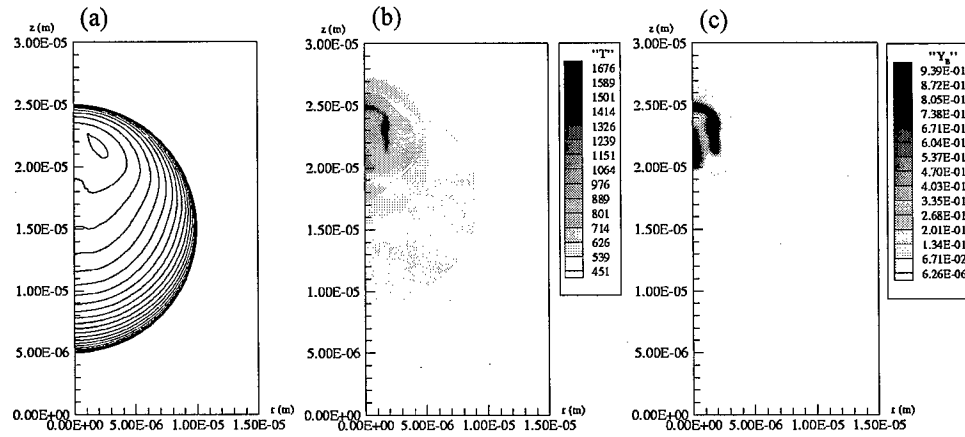 (a)
z (m)
3.00E-05
2.50E-05
2.00E-05
1.50E-05
1.00E-05
5.00E-06
0.00E+00
0.00E+00 5.00E-06 1.00E-05 1.50E-05
r (m)
(b)
z (m)
3.00E-05
2.50E-05
2.00E-05
1.50E-05
1.00E-05
5.00E-06
0.00E+00
0.00E+00 5.00E-06 1.00E-05 1.50E-05
r (m)
"T"
1676
1589
1501
1414
1326
1239
1151
1064
976
889
801
714
626
539
451
(c)
z (m)
3.00E-05
2.50E-05
2.00E-05
1.50E-05
1.00E-05
5.00E-06
0.00E+00
0.00E+00 5.00E-06 1.00E-05 1.50E-05
r (m)
"Y_B"
9.39E-01
8.72E-01
8.05E-01
7.38E-01
6.71E-01
6.04E-01
5.37E-01
4.70E-01
4.03E-01
3.35E-01
2.68E-01
2.01E-01
1.34E-01
6.71E-02
6.26E-06